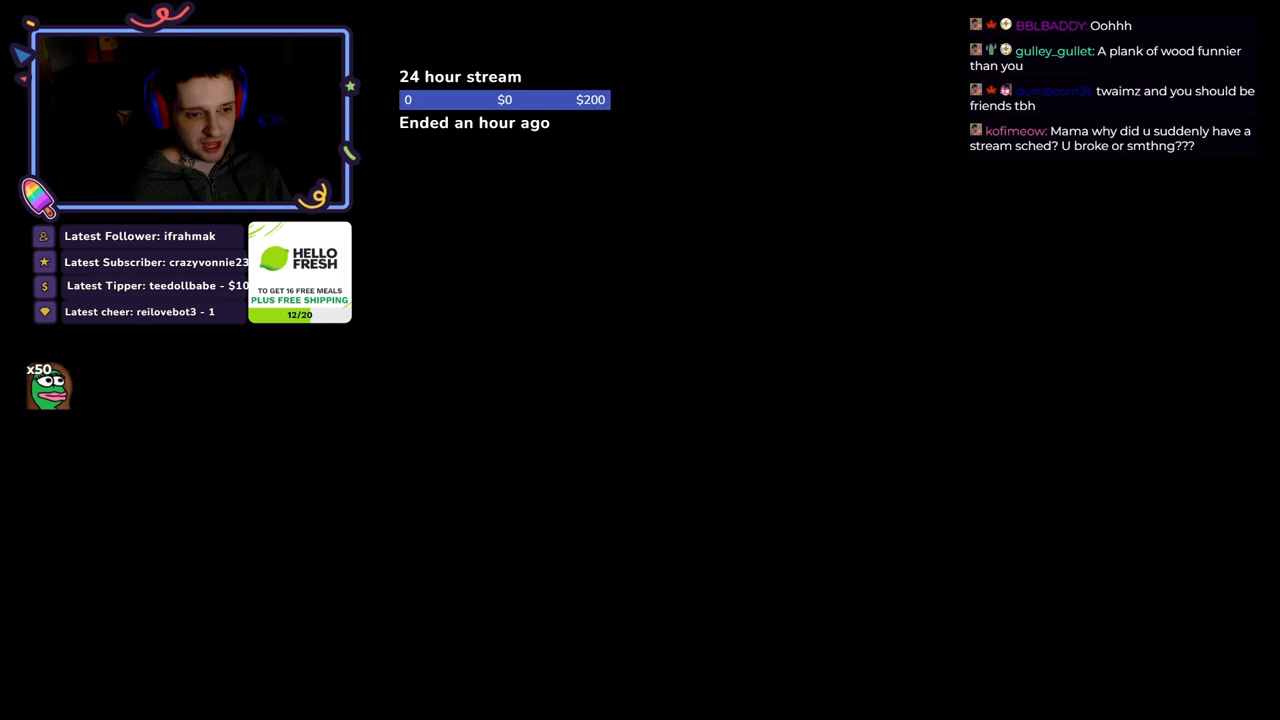 24 hour stream
0 $0 $200
Ended an hour ago
Latest Follower: ifrahmak
Latest Subscriber: crazyvonnie23
Latest Tipper: teedollbabe - $10
Latest cheer: reilovebot3 - 1
HELLO
FRESH
TO GET 16 FREE MEALS
PLUS FREE SHIPPING
12/20
x50
BBLBADDY: Oohhh
gulley_gullet: A plank of wood funnier
than you
dumbcom3t: twaimz and you should be
friends tbh
kofimeow: Mama why did u suddenly have a
stream sched? U broke or smthng???